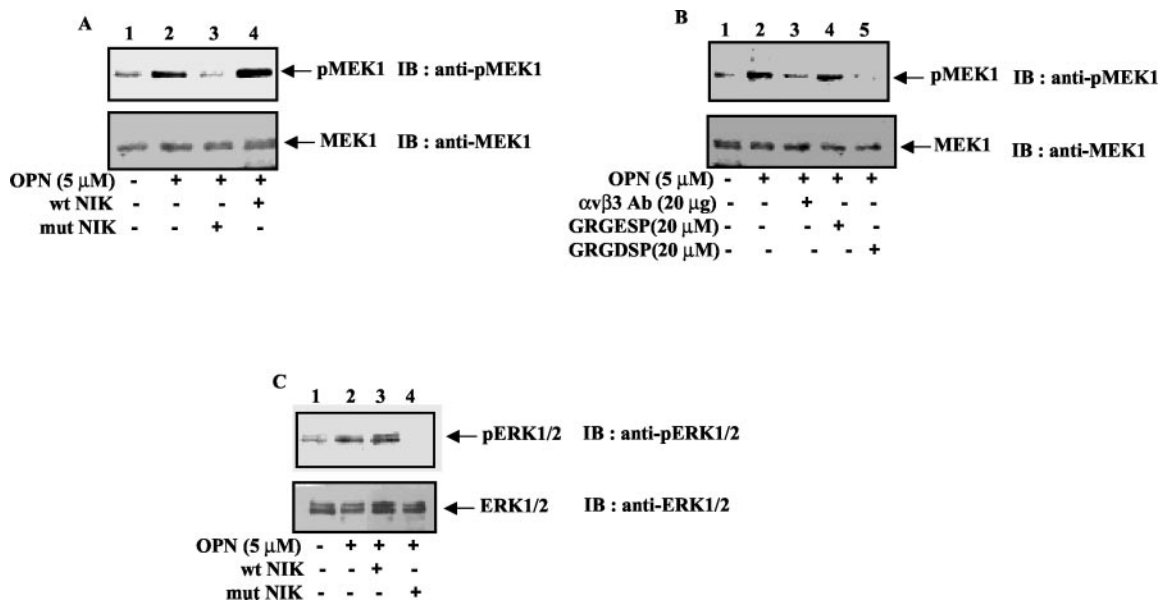 A
1 2 3 4
pMEK1 IB : anti-pMEK1
MEK1 IB : anti-MEK1
OPN (5 μM) - + + +
wt NIK - - - +
mut NIK - - + -
B
1 2 3 4 5
pMEK1 IB : anti-pMEK1
MEK1 IB : anti-MEK1
OPN (5 μM) - + + + +
αvβ3 Ab (20 μg) - - + - -
GRGESP(20 μM) - - - + -
GRGDSP(20 μM) - - - - +
C
1 2 3 4
pERK1/2 IB : anti-pERK1/2
ERK1/2 IB : anti-ERK1/2
OPN (5 μM) - + + +
wt NIK - - + -
mut NIK - - - +